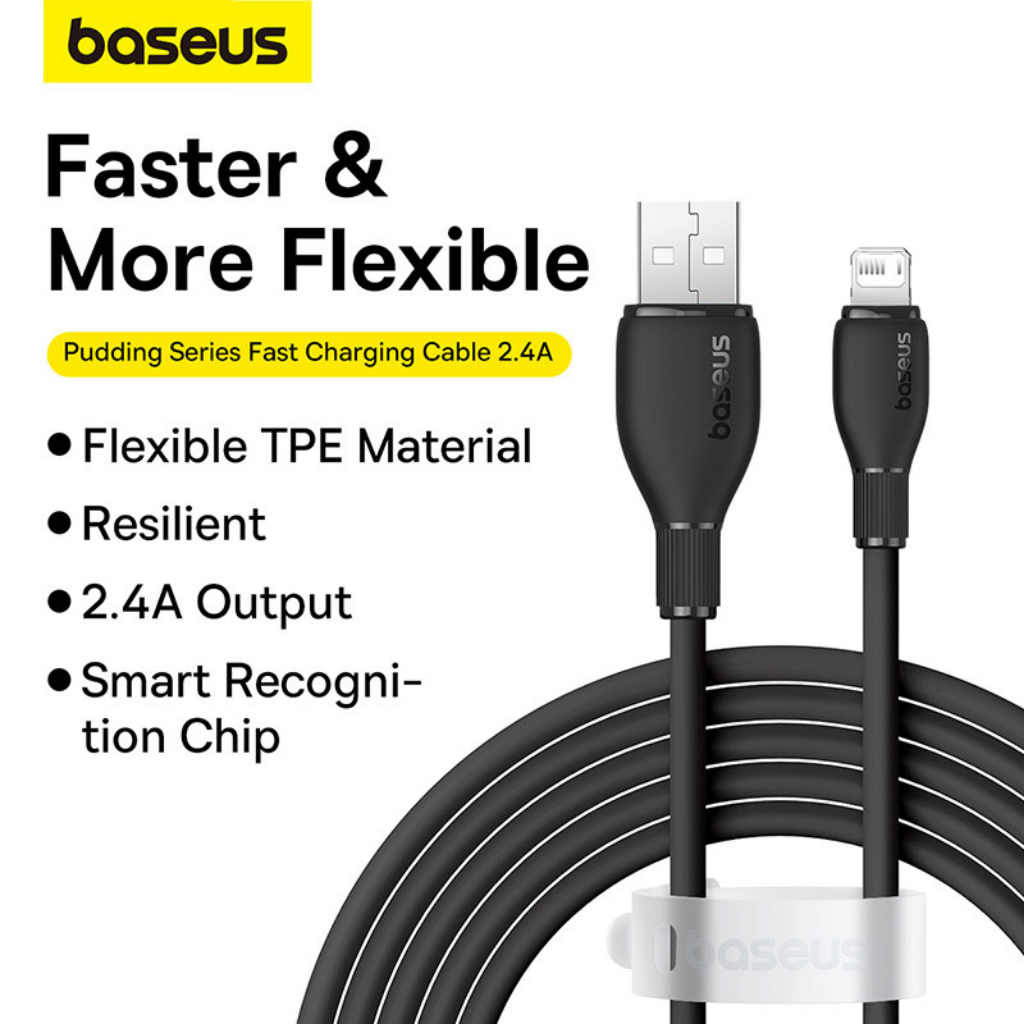 baseus
Faster &
More Flexible
Pudding Series Fast Charging Cable 2.4A
● Flexible TPE Material
● Resilient
● 2.4A Output
● Smart Recogni-
tion Chip
baseus
baseus
baseus